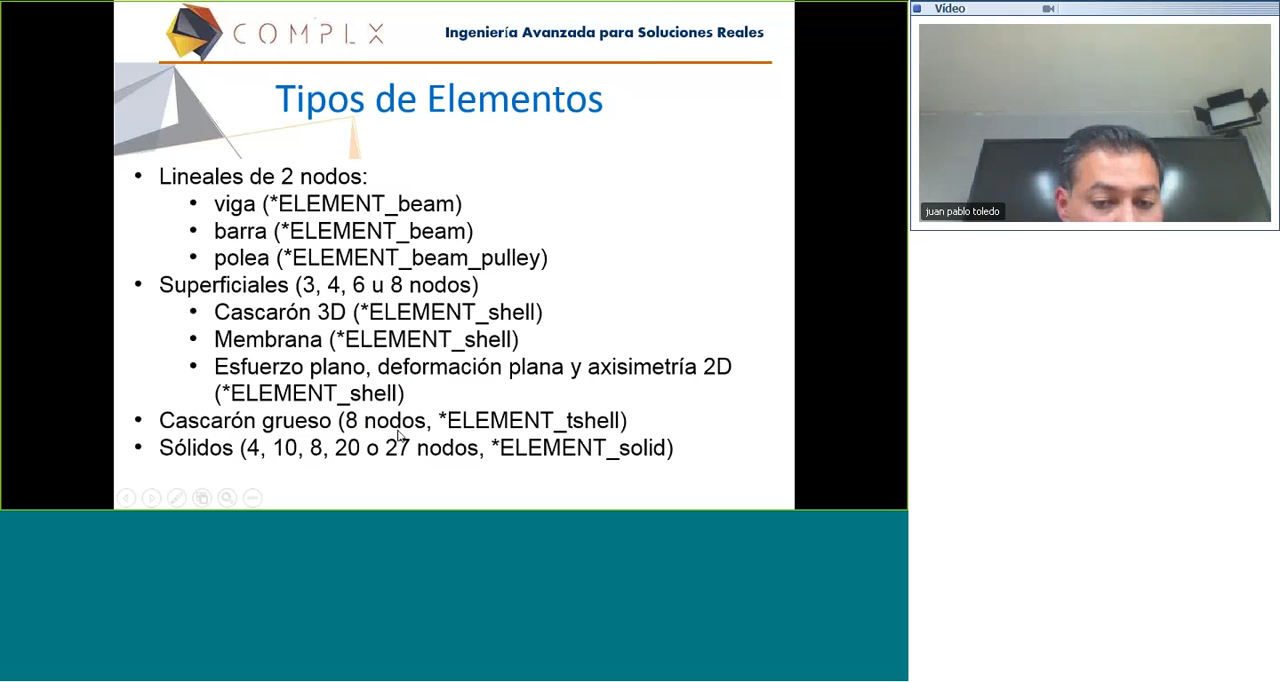 COMPLX
Ingeniería Avanzada para Soluciones Reales
Tipos de Elementos
• Lineales de 2 nodos:
• viga (*ELEMENT_beam)
• barra (*ELEMENT_beam)
• polea (*ELEMENT_beam_pulley)
• Superficiales (3, 4, 6 u 8 nodos)
• Cascarón 3D (*ELEMENT_shell)
• Membrana (*ELEMENT_shell)
• Esfuerzo plano, deformación plana y axisimetría 2D
(*ELEMENT_shell)
• Cascarón grueso (8 nodos, *ELEMENT_tshell)
• Sólidos (4, 10, 8, 20 o 27 nodos, *ELEMENT_solid)
Vídeo
juan pablo toledo